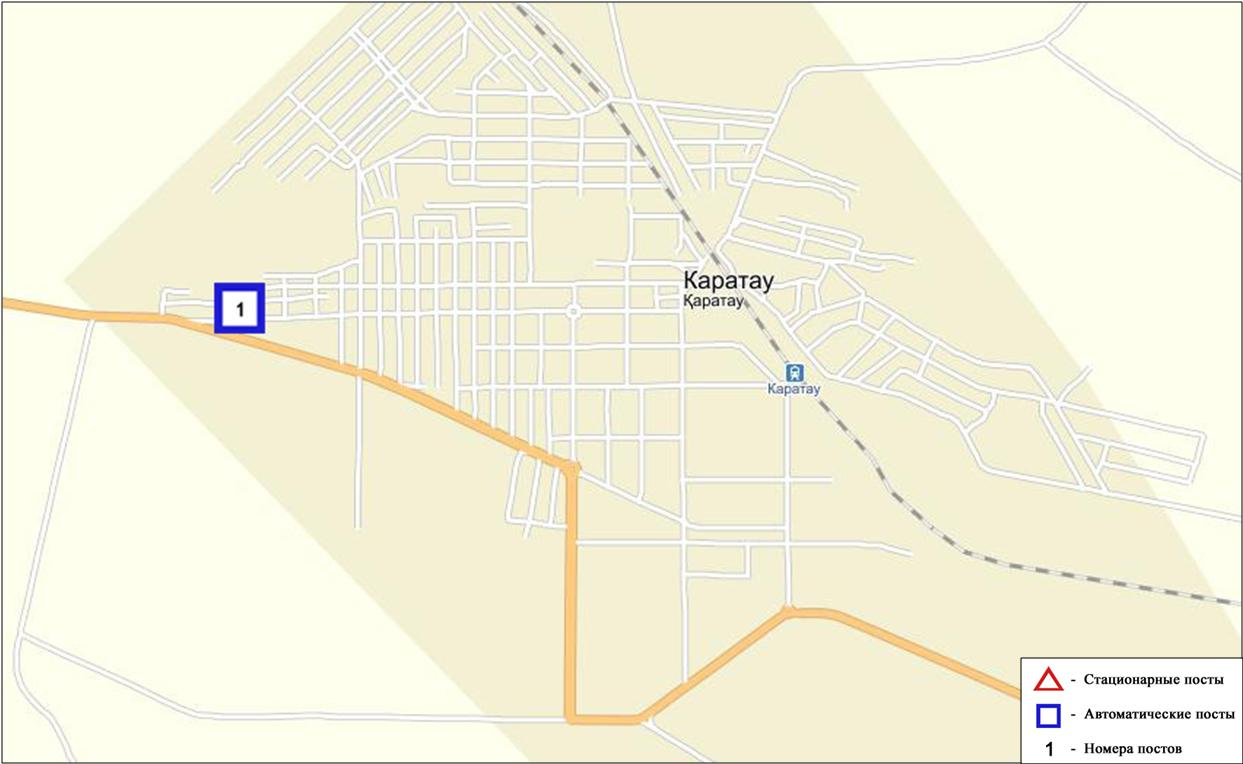 1
Каратау
Қаратау
Каратау
- Стационарные посты
- Автоматические посты
1 - Номера постов